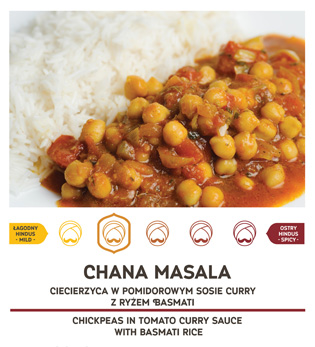 ŁAGODNY
HINDUS
- MILD -
OSTRY
HINDUS
- SPICY -
CHANA MASALA
CIECIERZYCA W POMIDOROWYM SOSIE CURRY
Z RYŻEM BASMATI
CHICKPEAS IN TOMATO CURRY SAUCE
WITH BASMATI RICE